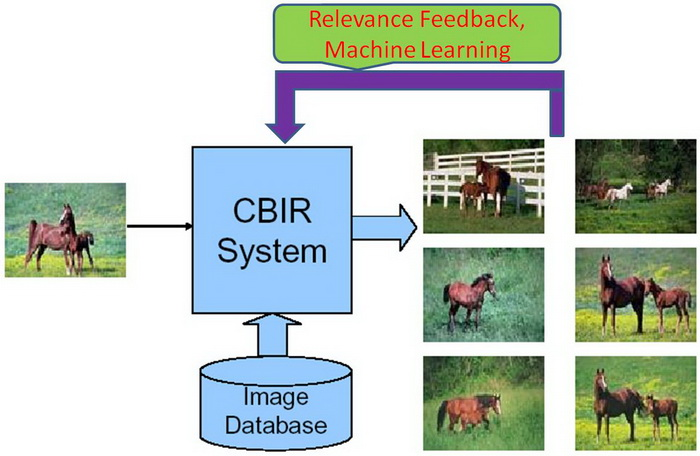 Relevance Feedback,
Machine Learning
CBIR
System
Image
Database